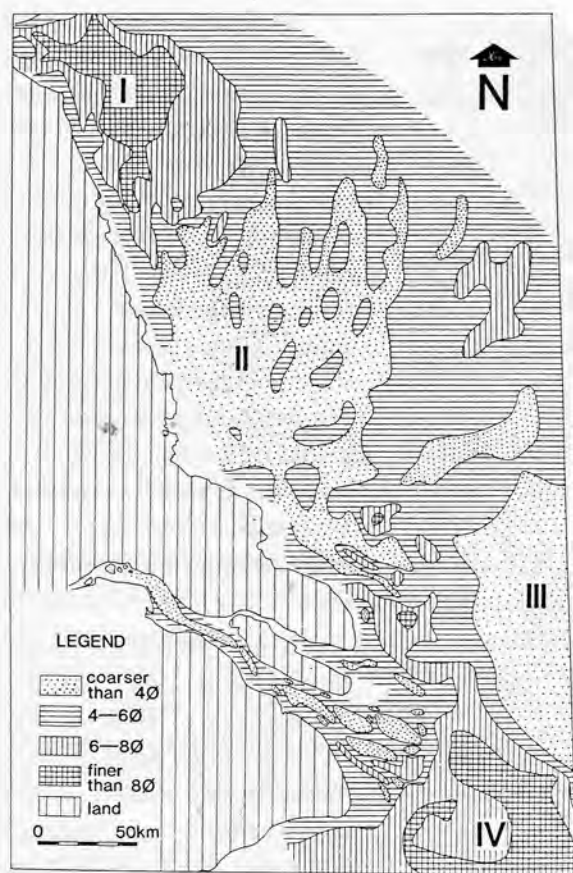 N
I
II
III
IV
LEGEND
coarser
than 4Ø
4—6Ø
6—8Ø
finer
than 8Ø
land
0 50km